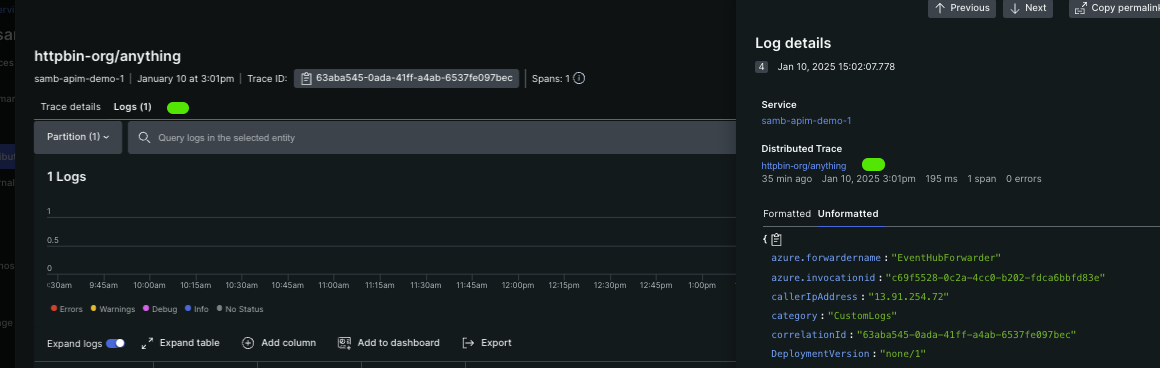 Previous
Next
Copy permalink
httpbin-org/anything
samb-apim-demo-1 | January 10 at 3:01pm | Trace ID: 63aba545-0ada-41ff-a4ab-6537fe097bec | Spans: 1
Trace details Logs (1)
Partition (1) Query logs in the selected entity
1 Logs
1
0.5
0
:30am 9:45am 10:00am 10:15am 10:30am 10:45am 11:00am 11:15am 11:30am 11:45am 12:00pm 12:15pm 12:30pm 12:45pm 1:00pm
Errors Warnings Debug Info No Status
Expand logs Expand table Add column Add to dashboard Export
Log details
4 Jan 10, 2025 15:02:07.778
Service
samb-apim-demo-1
Distributed Trace
httpbin-org/anything
35 min ago Jan 10, 2025 3:01pm 195 ms 1 span 0 errors
Formatted Unformatted
{
azure.forwardername : "EventHubForwarder"
azure.invocationid : "c69f5528-0c2a-4cc0-b202-fdca6bbfd83e"
callerIpAddress : "13.91.254.72"
category : "CustomLogs"
correlationId : "63aba545-0ada-41ff-a4ab-6537fe097bec"
DeploymentVersion : "none/1"